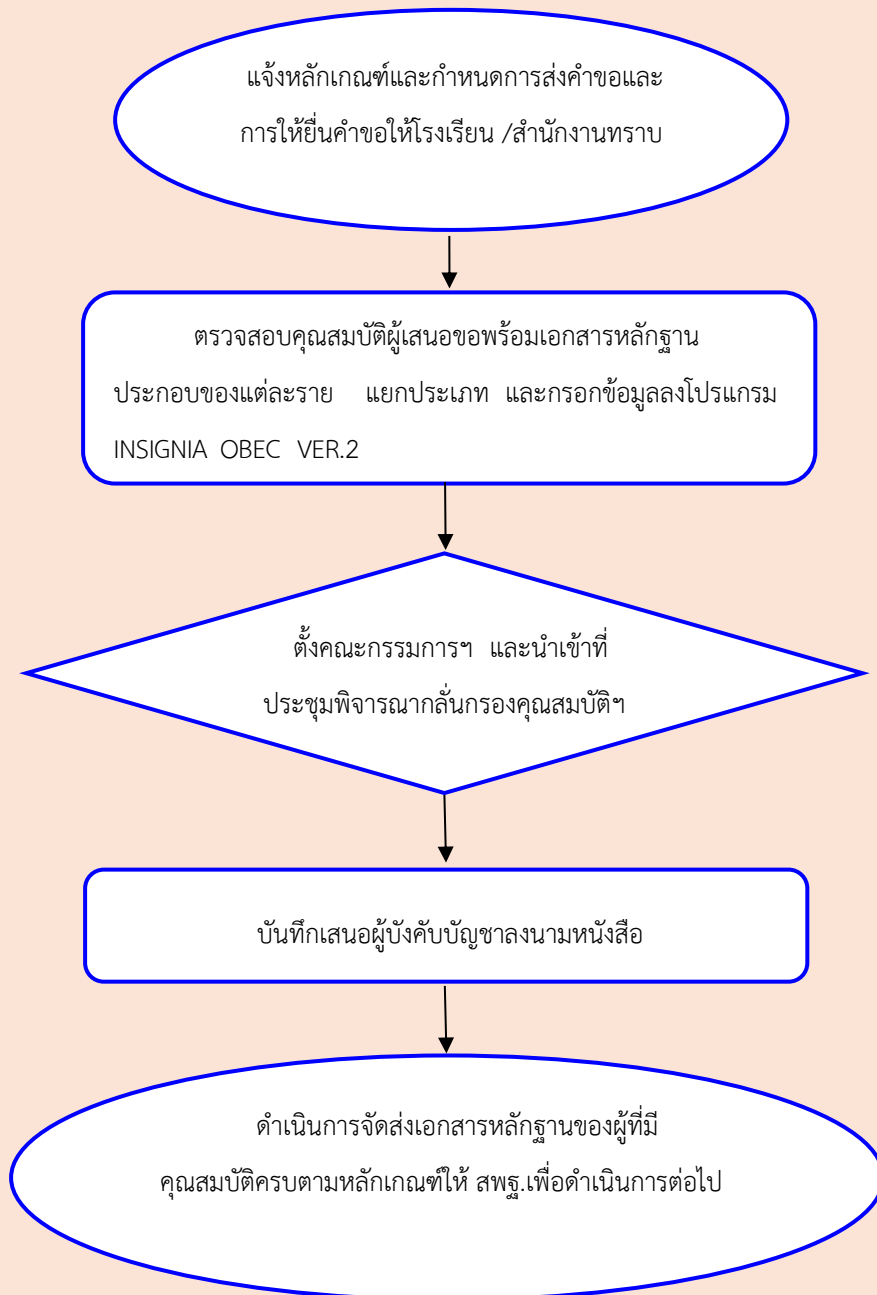 แจ้งหลักเกณฑ์และกำหนดการส่งคำขอและ
การให้ยื่นคำขอให้โรงเรียน /สำนักงานทราบ
ตรวจสอบคุณสมบัติผู้เสนอขอพร้อมเอกสารหลักฐาน
ประกอบของแต่ละราย แยกประเภท และกรอกข้อมูลลงโปรแกรม
INSIGNIA OBEC VER.2
ตั้งคณะกรรมการฯ และนำเข้าที่
ประชุมพิจารณากลั่นกรองคุณสมบัติฯ
บันทึกเสนอผู้บังคับบัญชาลงนามหนังสือ
ดำเนินการจัดส่งเอกสารหลักฐานของผู้ที่มี
คุณสมบัติครบตามหลักเกณฑ์ให้ สพฐ.เพื่อดำเนินการต่อไป